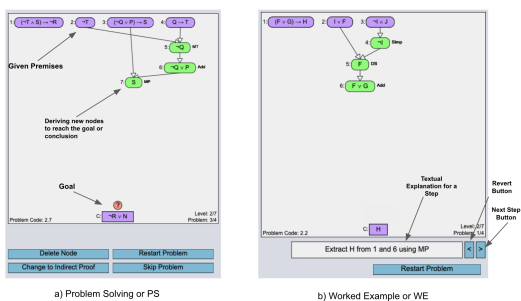 1: (¬T ∧ S) → ¬R
2: ¬T
3: (¬Q ∨ P) → S
4: Q → T
5: ¬Q MT
6: ¬Q ∨ P Add
7: S MP
Given Premises
Deriving new nodes
to reach the goal or
conclusion
Goal
?
C: ¬R ∨ N
Problem Code: 2.7
Level: 2/7
Problem: 3/4
Delete Node
Restart Problem
Change to Indirect Proof
Skip Problem
a) Problem Solving or PS
1: (F ∨ G) → H
2: I ∨ F
3: ¬I ∧ J
4: ¬I Simp
5: F DS
6: F ∨ G Add
Textual
Explanation for a
Step
Revert
Button
Next Step
Button
C: H
Problem Code: 2.2
Level: 2/7
Problem: 1/4
Extract H from 1 and 6 using MP
<
>
Restart Problem
b) Worked Example or WE